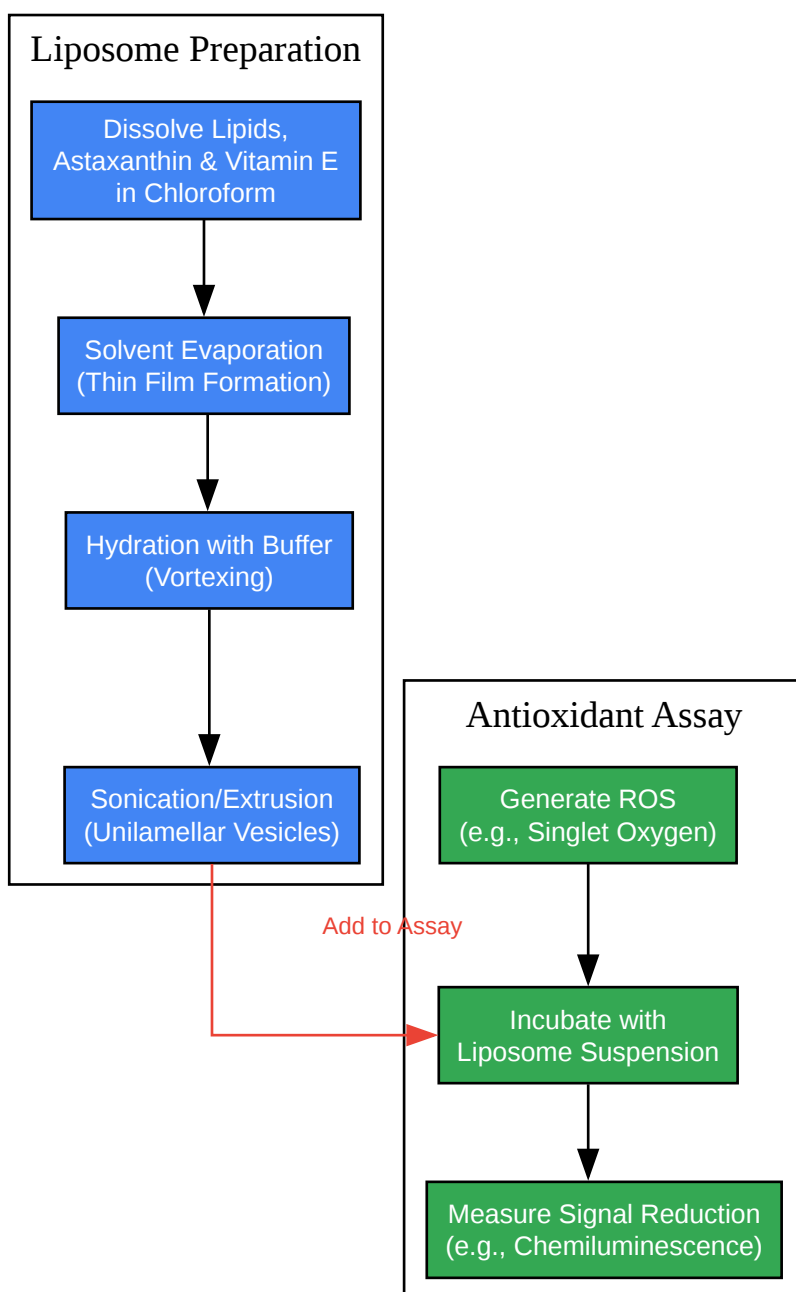 Liposome Preparation
Dissolve Lipids,
Astaxanthin & Vitamin E
in Chloroform
Solvent Evaporation
(Thin Film Formation)
Hydration with Buffer
(Vortexing)
Sonication/Extrusion
(Unilamellar Vesicles)
Add to Assay
Antioxidant Assay
Generate ROS
(e.g., Singlet Oxygen)
Incubate with
Liposome Suspension
Measure Signal Reduction
(e.g., Chemiluminescence)